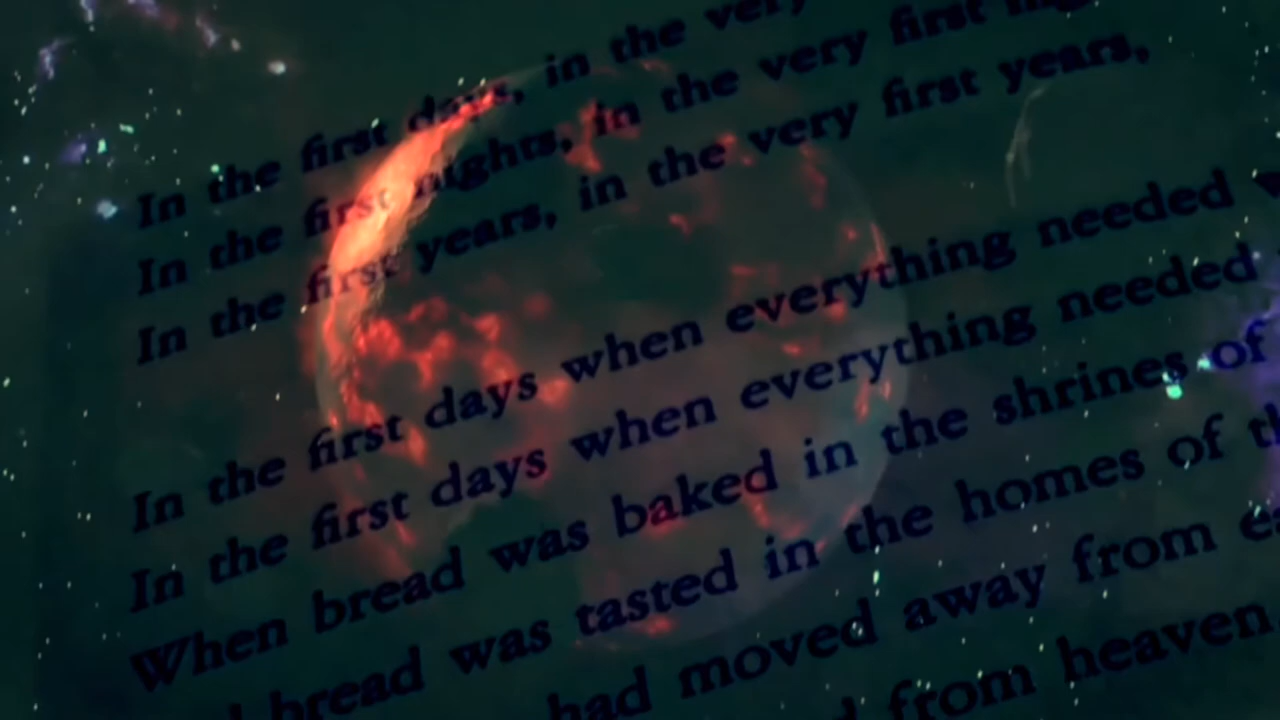 In the first days, in the very
In the first nights, in the very first
In the first years, in the very first years,
In the first days when everything needed
In the first days when everything needed
When bread was baked in the shrines of
bread was tasted in the homes of
had moved away from
from heaven